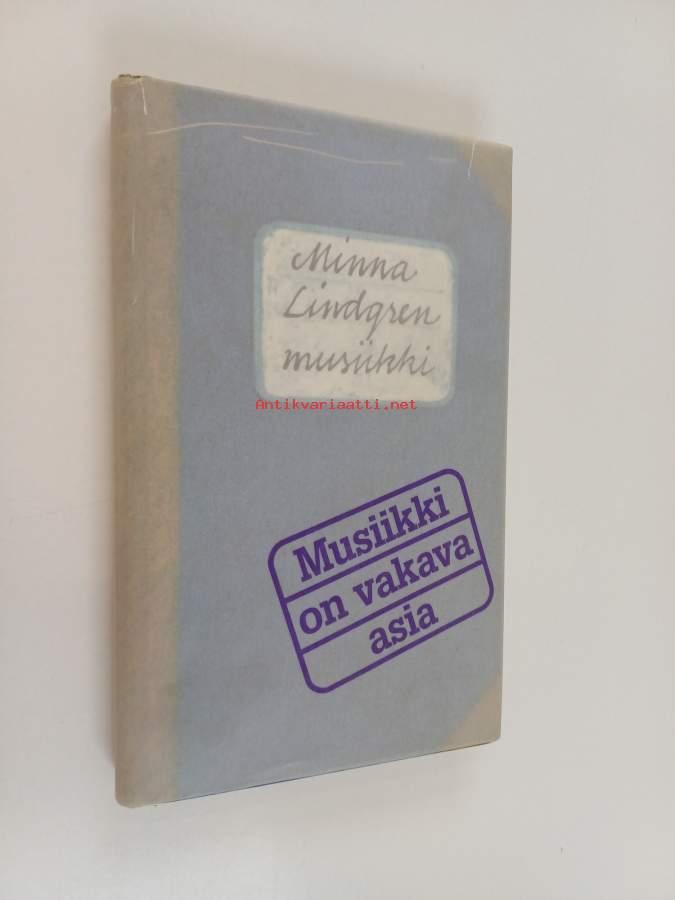 Minna
Lindgren
musiikki
Antikvariaatti.net
Musiikki
on vakava
asia